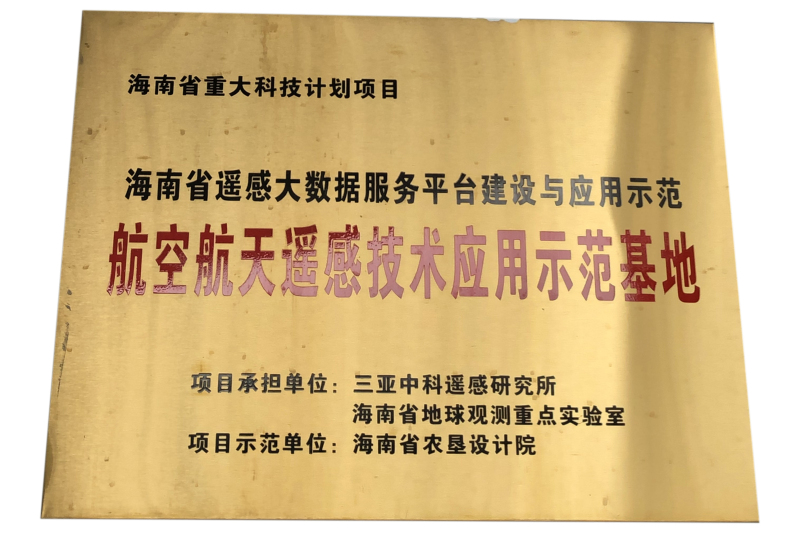 海南省重大科技计划项目
海南省遥感大数据服务平台建设与应用示范
航空航天遥感技术应用示范基地
项目承担单位：三亚中科遥感研究所
海南省地球观测重点实验室
项目示范单位：海南省农垦设计院